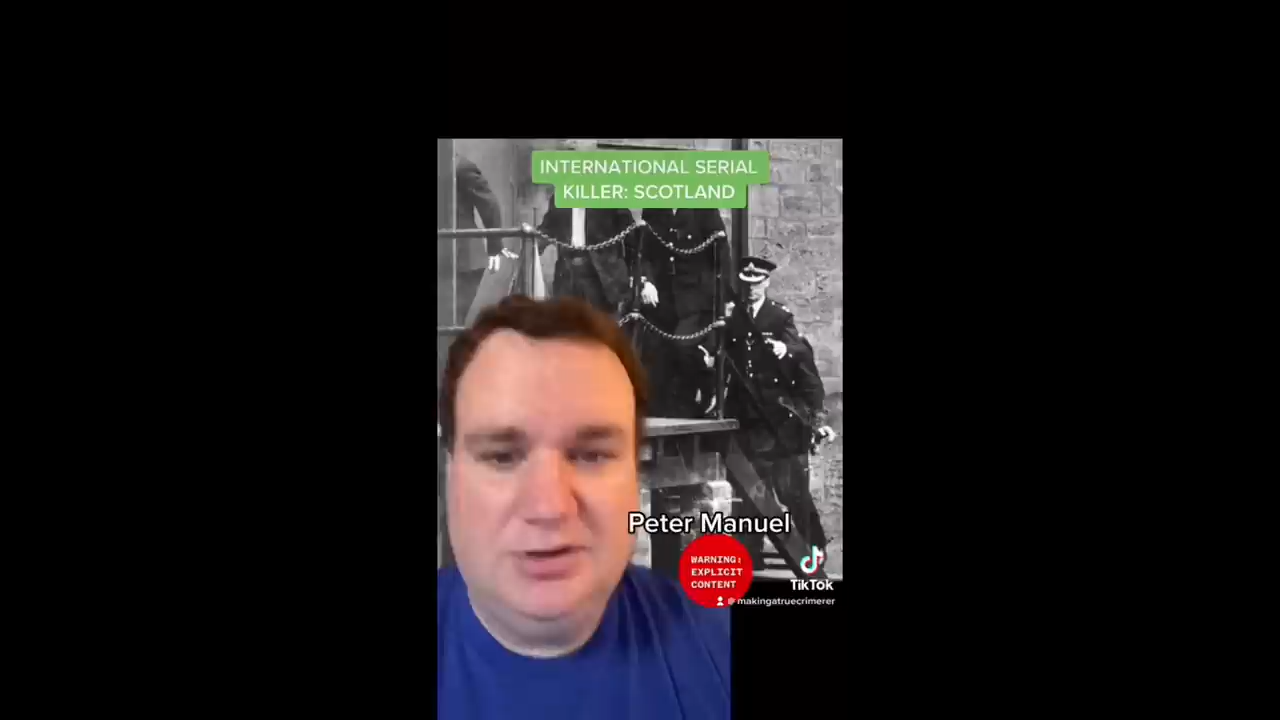 INTERNATIONAL SERIAL
KILLER: SCOTLAND
Peter Manuel
WARNING:
EXPLICIT
CONTENT
TikTok
@makingatruecrimerer